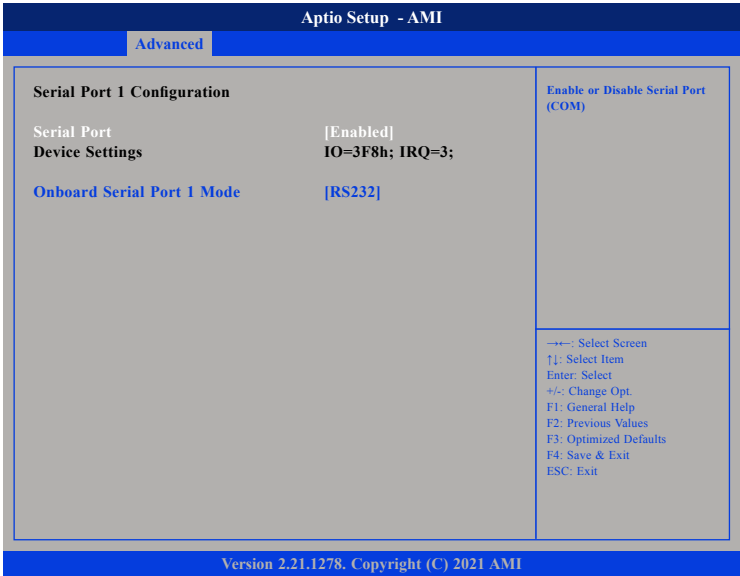 Aptio Setup - AMI
Advanced
Serial Port 1 Configuration
Serial Port [Enabled]
Device Settings IO=3F8h; IRQ=3;
Onboard Serial Port 1 Mode [RS232]
Enable or Disable Serial Port
(COM)
→←: Select Screen
↑↓: Select Item
Enter: Select
+/-: Change Opt.
F1: General Help
F2: Previous Values
F3: Optimized Defaults
F4: Save & Exit
ESC: Exit
Version 2.21.1278. Copyright (C) 2021 AMI